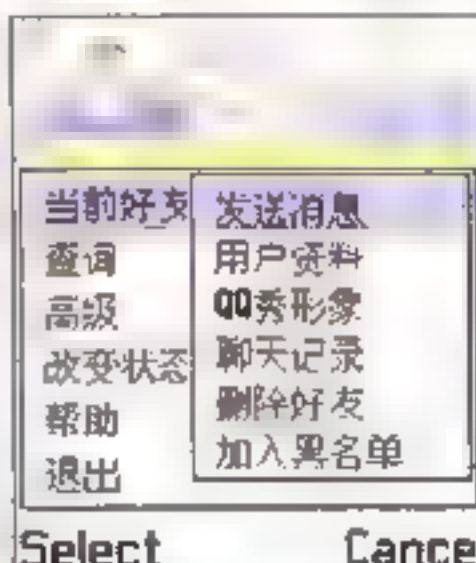 当前好友
查询
高级
改变状态
帮助
退出
发送消息
用户资料
QQ秀形象
聊天记录
删除好友
加入黑名单
Select
Cance